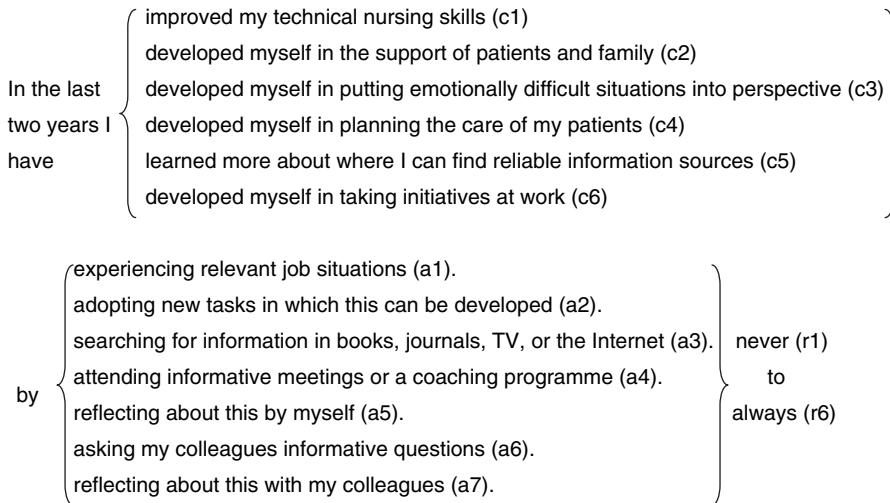 improved my technical nursing skills (c1)
developed myself in the support of patients and family (c2)
In the last
developed myself in putting emotionally difficult situations into perspective (c3)
two years I
developed myself in planning the care of my patients (c4)
have
learned more about where I can find reliable information sources (c5)
developed myself in taking initiatives at work (c6)
experiencing relevant job situations (a1).
adopting new tasks in which this can be developed (a2).
searching for information in books, journals, TV, or the Internet (a3).
never (r1)
by
attending informative meetings or a coaching programme (a4).
to
reflecting about this by myself (a5).
always (r6)
asking my colleagues informative questions (a6).
reflecting about this with my colleagues (a7).